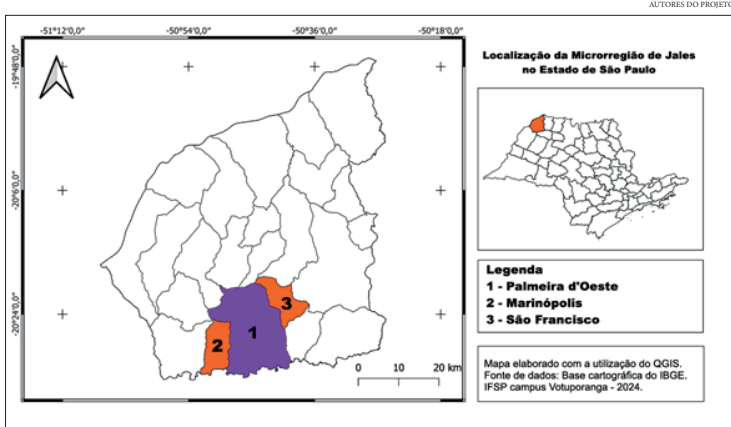 AUTORES DO PROJETO
-51°12'0,0"
-50°54'0,0"
-50°36'0,0"
-50°18'0,0"
-19°48'0,0"
-20°6'0,0"
-20°24'0,0"
1
2
3
0 10 20 km
Localização da Microrregião de Jales
no Estado de São Paulo
Legenda
1 - Palmeira d'Oeste
2 - Marinópolis
3 - São Francisco
Mapa elaborado com a utilização do QGIS.
Fonte de dados: Base cartográfica do IBGE.
IFSP campus Votuporanga - 2024.